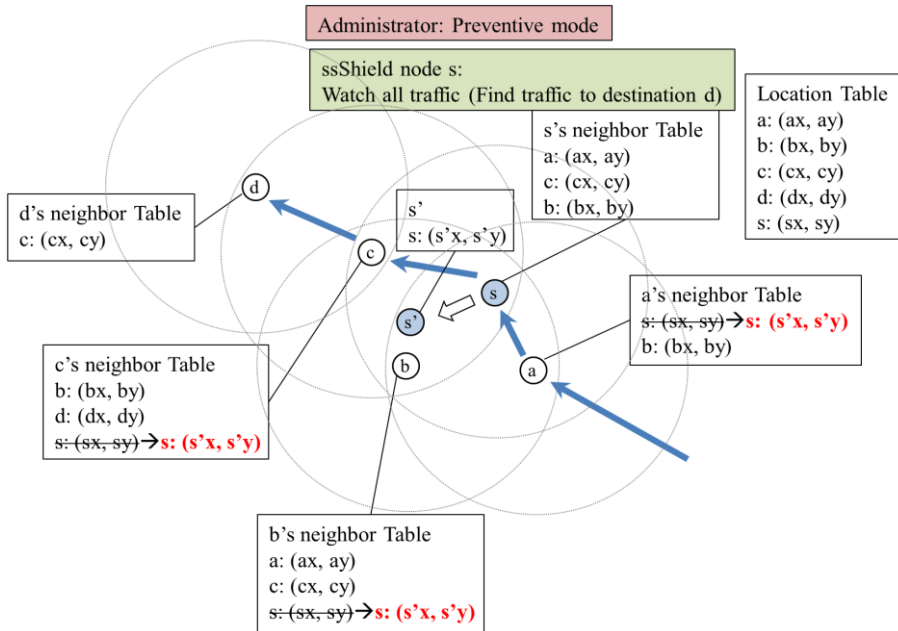 Administrator: Preventive mode
ssShield node s:
Watch all traffic (Find traffic to destination d)
Location Table
a: (ax, ay)
b: (bx, by)
c: (cx, cy)
d: (dx, dy)
s: (sx, sy)
s's neighbor Table
a: (ax, ay)
c: (cx, cy)
b: (bx, by)
d's neighbor Table
c: (cx, cy)
s'
s: (s'x, s'y)
d
c
s
s'
b
a
a's neighbor Table
s: (sx, sy)→s: (s'x, s'y)
b: (bx, by)
c's neighbor Table
b: (bx, by)
d: (dx, dy)
s: (sx, sy)→s: (s'x, s'y)
b's neighbor Table
a: (ax, ay)
c: (cx, cy)
s: (sx, sy)→s: (s'x, s'y)